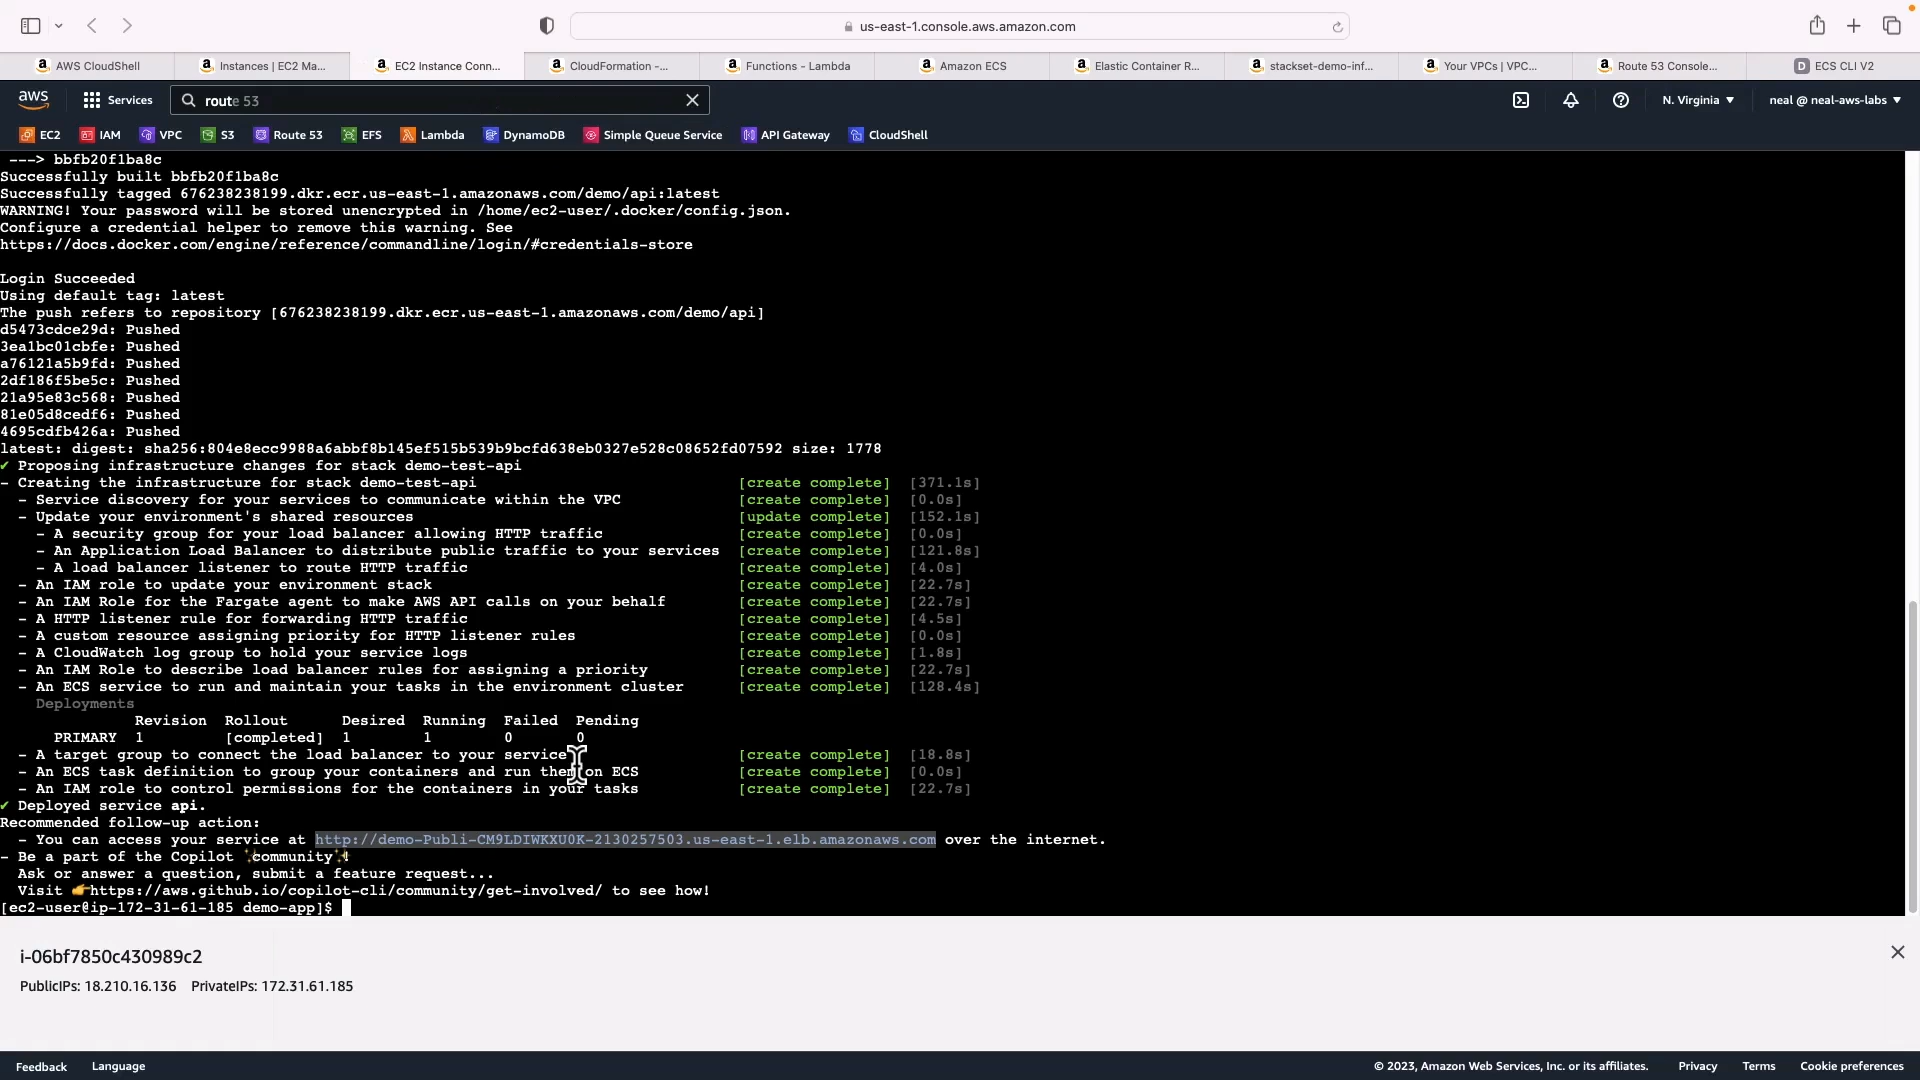 us-east-1.console.aws.amazon.com
AWS CloudShell
Instances | EC2 Ma...
EC2 Instance Conn...
CloudFormation -...
Functions - Lambda
Amazon ECS
Elastic Container R...
stackset-demo-inf...
Your VPCs | VPC...
Route 53 Console...
D ECS CLI V2
aws Services route 53 N. Virginia neal @ neal-aws-labs
EC2 IAM VPC S3 Route 53 EFS Lambda DynamoDB Simple Queue Service API Gateway CloudShell
---> bbfb20f1ba8c
Successfully built bbfb20f1ba8c
Successfully tagged 676238238199.dkr.ecr.us-east-1.amazonaws.com/demo/api:latest
WARNING! Your password will be stored unencrypted in /home/ec2-user/.docker/config.json.
Configure a credential helper to remove this warning. See
https://docs.docker.com/engine/reference/commandline/login/#credentials-store
Login Succeeded
Using default tag: latest
The push refers to repository [676238238199.dkr.ecr.us-east-1.amazonaws.com/demo/api]
d5473cdce29d: Pushed
3ea1bc01cbfe: Pushed
a76121a5b9fd: Pushed
2df186f5be5c: Pushed
21a95e83c568: Pushed
81e05d8cedf6: Pushed
4695cdfb426a: Pushed
latest: digest: sha256:804e8ecc9988a6abbf8b145ef515b539b9bcfd638eb0327e528c08652fd07592 size: 1778
✔ Proposing infrastructure changes for stack demo-test-api
- Creating the infrastructure for stack demo-test-api [create complete] [371.1s]
- Service discovery for your services to communicate within the VPC [create complete] [0.0s]
- Update your environment's shared resources [update complete] [152.1s]
- A security group for your load balancer allowing HTTP traffic [create complete] [0.0s]
- An Application Load Balancer to distribute public traffic to your services [create complete] [121.8s]
- A load balancer listener to route HTTP traffic [create complete] [4.0s]
- An IAM role to update your environment stack [create complete] [22.7s]
- An IAM Role for the Fargate agent to make AWS API calls on your behalf [create complete] [22.7s]
- A HTTP listener rule for forwarding HTTP traffic [create complete] [4.5s]
- A custom resource assigning priority for HTTP listener rules [create complete] [0.0s]
- A CloudWatch log group to hold your service logs [create complete] [1.8s]
- An IAM Role to describe load balancer rules for assigning a priority [create complete] [22.7s]
- An ECS service to run and maintain your tasks in the environment cluster [create complete] [128.4s]
Deployments
Revision Rollout Desired Running Failed Pending
PRIMARY 1 [completed] 1 1 0 0
- A target group to connect the load balancer to your service [create complete] [18.8s]
- An ECS task definition to group your containers and run them on ECS [create complete] [0.0s]
- An IAM role to control permissions for the containers in your tasks [create complete] [22.7s]
✔ Deployed service api.
Recommended follow-up action:
- You can access your service at http://demo-Publi-CM9LDIWKXU0K-2130257503.us-east-1.elb.amazonaws.com over the internet.
- Be a part of the Copilot ✨community✨!
Ask or answer a question, submit a feature request...
Visit 👉https://aws.github.io/copilot-cli/community/get-involved/ to see how!
[ec2-user@ip-172-31-61-185 demo-app]$
i-06bf7850c430989c2
PublicIPs: 18.210.16.136 PrivateIPs: 172.31.61.185
Feedback Language © 2023, Amazon Web Services, Inc. or its affiliates. Privacy Terms Cookie preferences